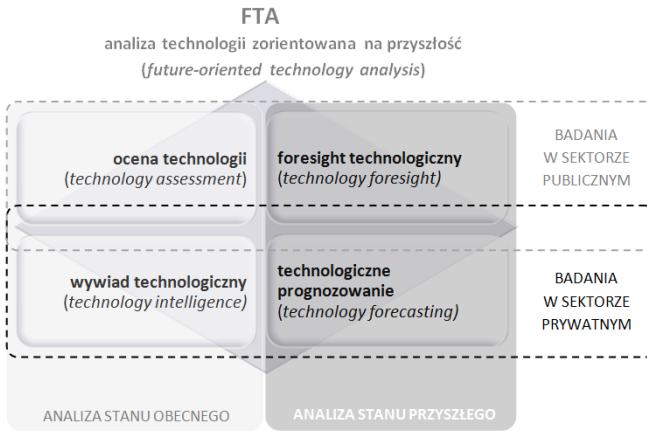 FTA
analiza technologii zorientowana na przyszłość
(future-oriented technology analysis)
ocena technologii
(technology assessment)
foresight technologiczny
(technology foresight)
BADANIA
W SEKTORZE
PUBLICZNYM
wywiad technologiczny
(technology intelligence)
technologiczne
prognozowanie
(technology forecasting)
BADANIA
W SEKTORZE
PRYWATNYM
ANALIZA STANU OBECNEGO
ANALIZA STANU PRZYSZŁEGO